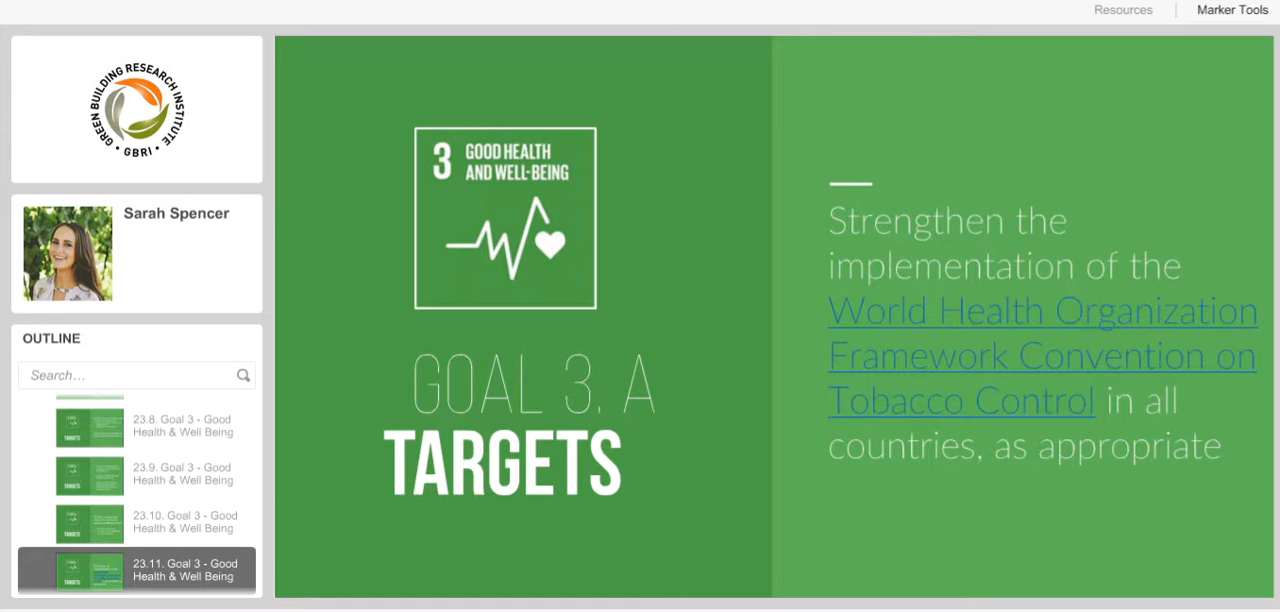 Resources | Marker Tools
GREEN BUILDING RESEARCH INSTITUTE
• GBRI •
Sarah Spencer
OUTLINE
Search...
23.8. Goal 3 - Good
Health & Well Being
23.9. Goal 3 - Good
Health & Well Being
23.10. Goal 3 - Good
Health & Well Being
23.11. Goal 3 - Good
Health & Well Being
3 GOOD HEALTH
AND WELL-BEING
GOAL 3. A
TARGETS
Strengthen the
implementation of the
World Health Organization
Framework Convention on
Tobacco Control in all
countries, as appropriate